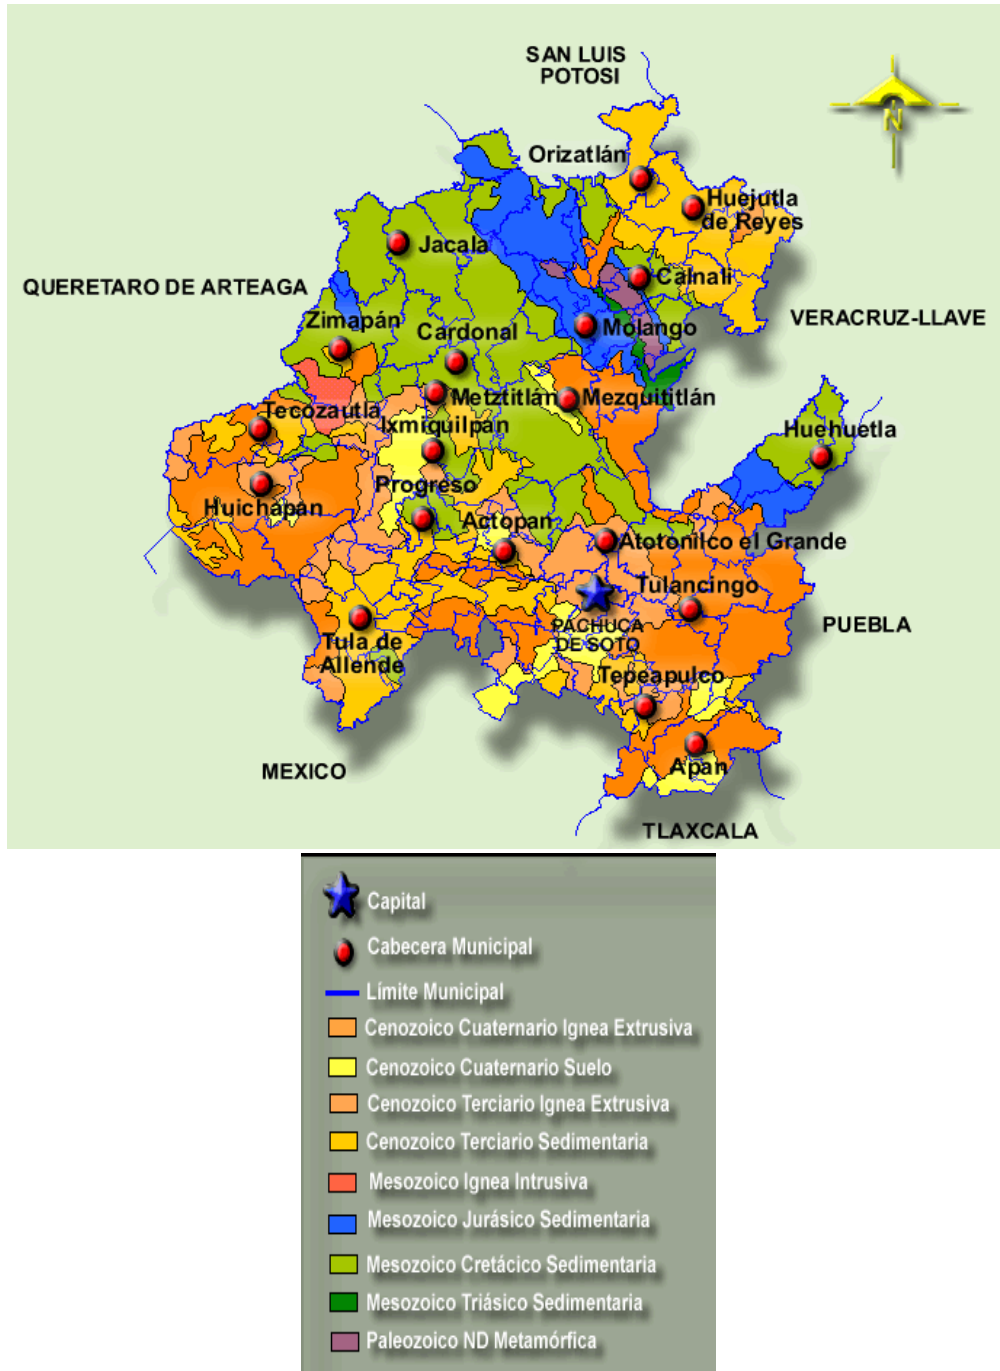 SAN LUIS
POTOSI
N
Orizatlán
Huejutla
de Reyes
Jacala
QUERETARO DE ARTEAGA
Calnali
Zimapán
Cardonal
Molango
VERACRUZ-LLAVE
Metztitlán
Mezquititlán
Tecozautla
Ixmiquilpan
Huehuetla
Progreso
Huichapan
Actopan
Atotonilco el Grande
Tulancingo
PACHUCA
DE SOTO
PUEBLA
Tula de
Allende
Tepeapulco
MEXICO
Apan
TLAXCALA
Capital
Cabecera Municipal
Límite Municipal
Cenozoico Cuaternario Ignea Extrusiva
Cenozoico Cuaternario Suelo
Cenozoico Terciario Ignea Extrusiva
Cenozoico Terciario Sedimentaria
Mesozoico Ignea Intrusiva
Mesozoico Jurásico Sedimentaria
Mesozoico Cretácico Sedimentaria
Mesozoico Triásico Sedimentaria
Paleozoico ND Metamórfica